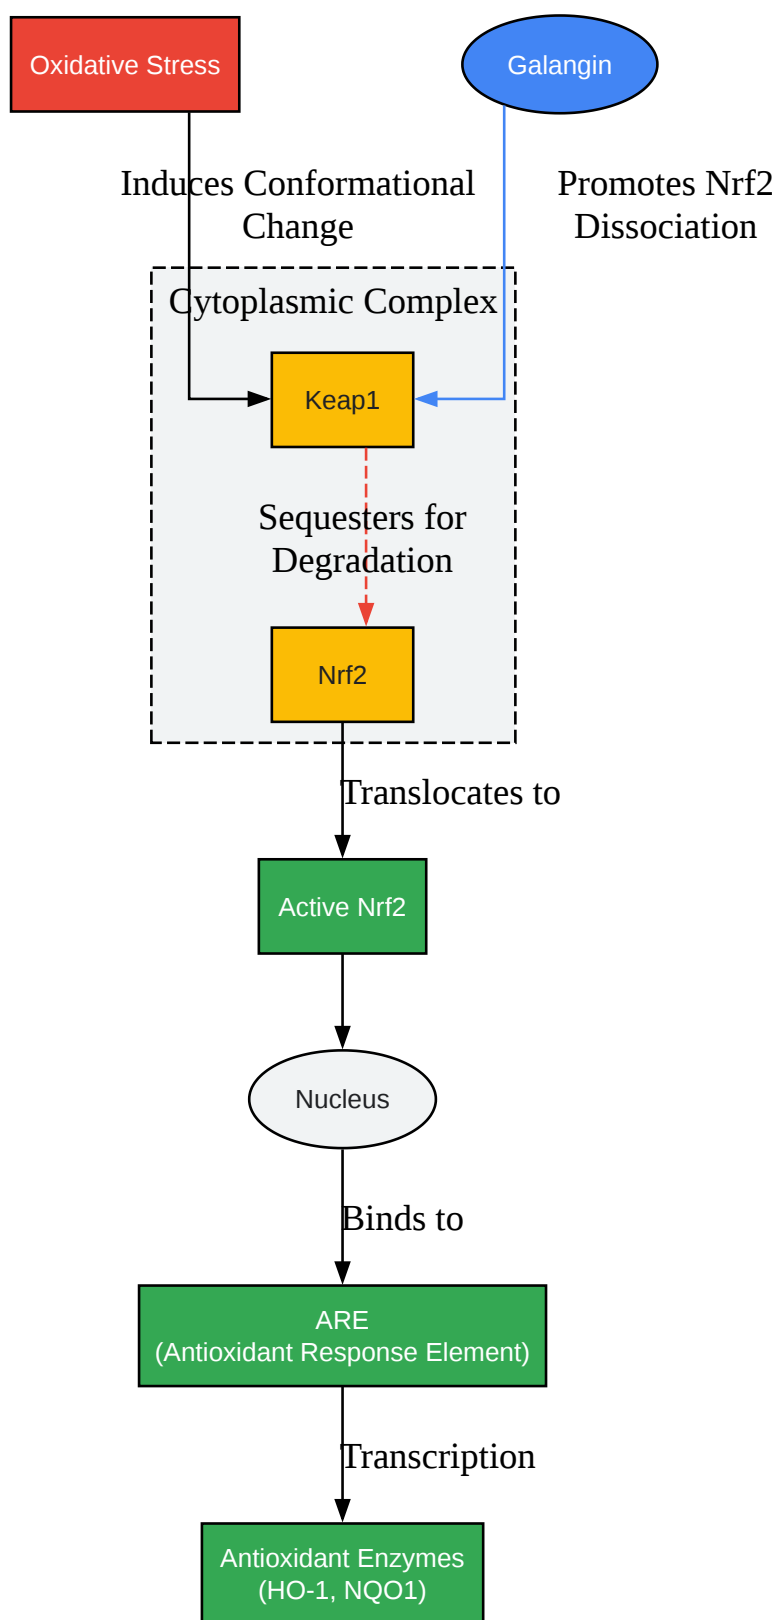 Oxidative Stress
Galangin
Induces Conformational
Change
Promotes Nrf2
Dissociation
Cytoplasmic Complex
Keap1
Sequesters for
Degradation
Nrf2
Translocates to
Active Nrf2
Nucleus
Binds to
ARE
(Antioxidant Response Element)
Transcription
Antioxidant Enzymes
(HO-1, NQO1)